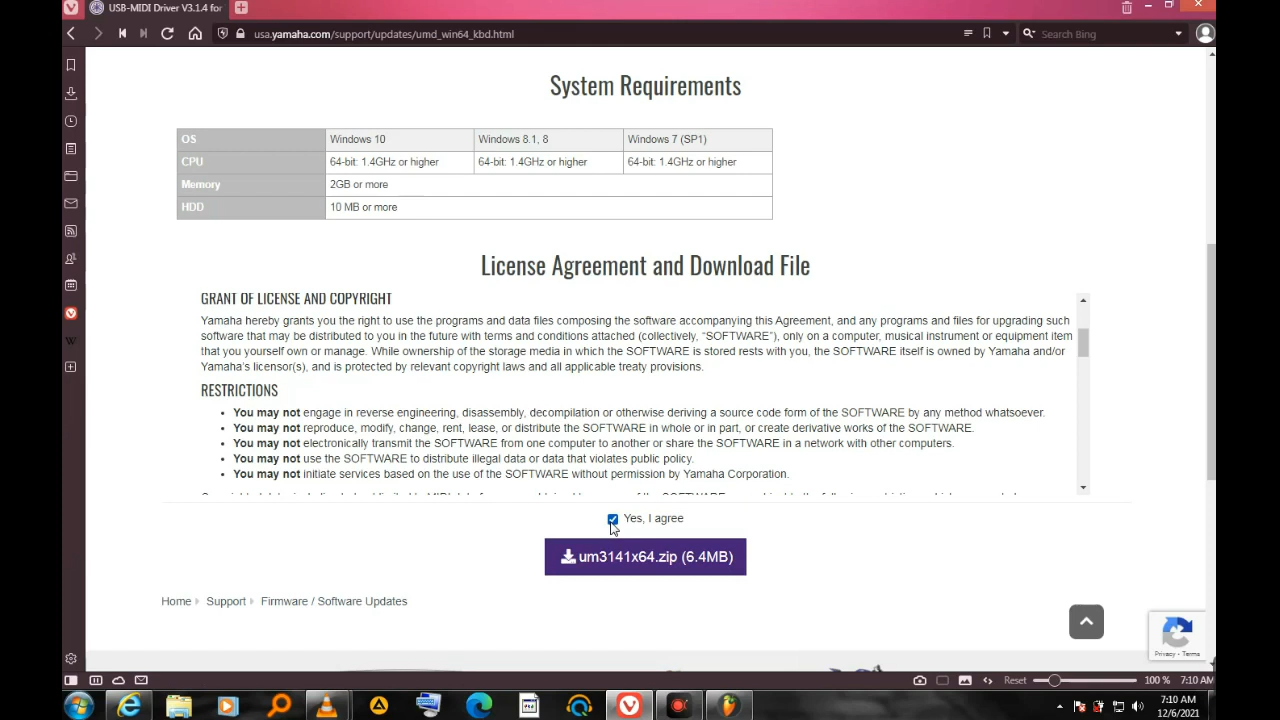 USB-MIDI Driver V3.1.4 for
usa.yamaha.com/support/updates/umd_win64_kbd.html
Search Bing
System Requirements
OS Windows 10 Windows 8.1, 8 Windows 7 (SP1)
CPU 64-bit: 1.4GHz or higher 64-bit: 1.4GHz or higher 64-bit: 1.4GHz or higher
Memory 2GB or more
HDD 10 MB or more
License Agreement and Download File
GRANT OF LICENSE AND COPYRIGHT
Yamaha hereby grants you the right to use the programs and data files composing the software accompanying this Agreement, and any programs and files for upgrading such
software that may be distributed to you in the future with terms and conditions attached (collectively, “SOFTWARE”), only on a computer, musical instrument or equipment item
that you yourself own or manage. While ownership of the storage media in which the SOFTWARE is stored rests with you, the SOFTWARE itself is owned by Yamaha and/or
Yamaha's licensor(s), and is protected by relevant copyright laws and all applicable treaty provisions.
RESTRICTIONS
• You may not engage in reverse engineering, disassembly, decompilation or otherwise deriving a source code form of the SOFTWARE by any method whatsoever.
• You may not reproduce, modify, change, rent, lease, or distribute the SOFTWARE in whole or in part, or create derivative works of the SOFTWARE.
• You may not electronically transmit the SOFTWARE from one computer to another or share the SOFTWARE in a network with other computers.
• You may not use the SOFTWARE to distribute illegal data or data that violates public policy.
• You may not initiate services based on the use of the SOFTWARE without permission by Yamaha Corporation.
Yes, I agree
um3141x64.zip (6.4MB)
Home Support Firmware / Software Updates
Privacy - Terms
Reset 100 % 7:10 AM
7:10 AM
12/6/2021